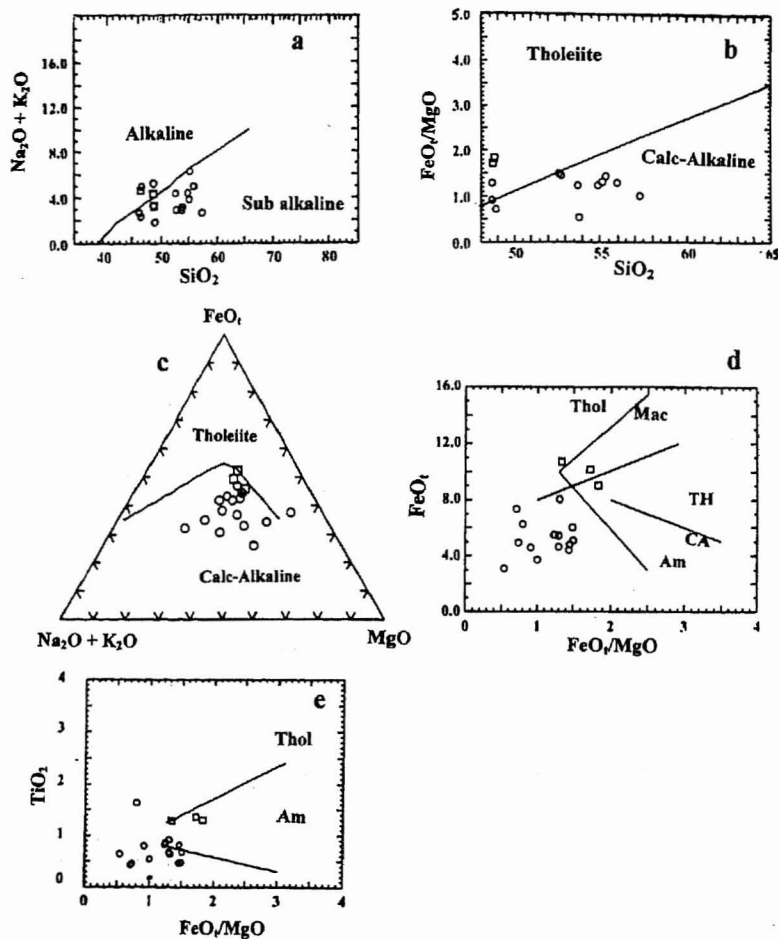 a
16.0
12.0
8.0
4.0
0.0
Na₂O + K₂O
Alkaline
Sub alkaline
40 50 60 70 80
SiO₂
b
5.0
4.0
3.0
2.0
1.0
0.0
FeOₜ/MgO
Tholeiite
Calc-Alkaline
50 55 60 65
SiO₂
c
FeOₜ
Tholeiite
Calc-Alkaline
Na₂O + K₂O
MgO
d
16.0
12.0
8.0
4.0
0.0
FeOₜ
Thol
Mac
TH
CA
Am
0 1 2 3 4
FeOₜ/MgO
e
4
3
2
1
0
TiO₂
Thol
Am
0 1 2 3 4
FeOₜ/MgO